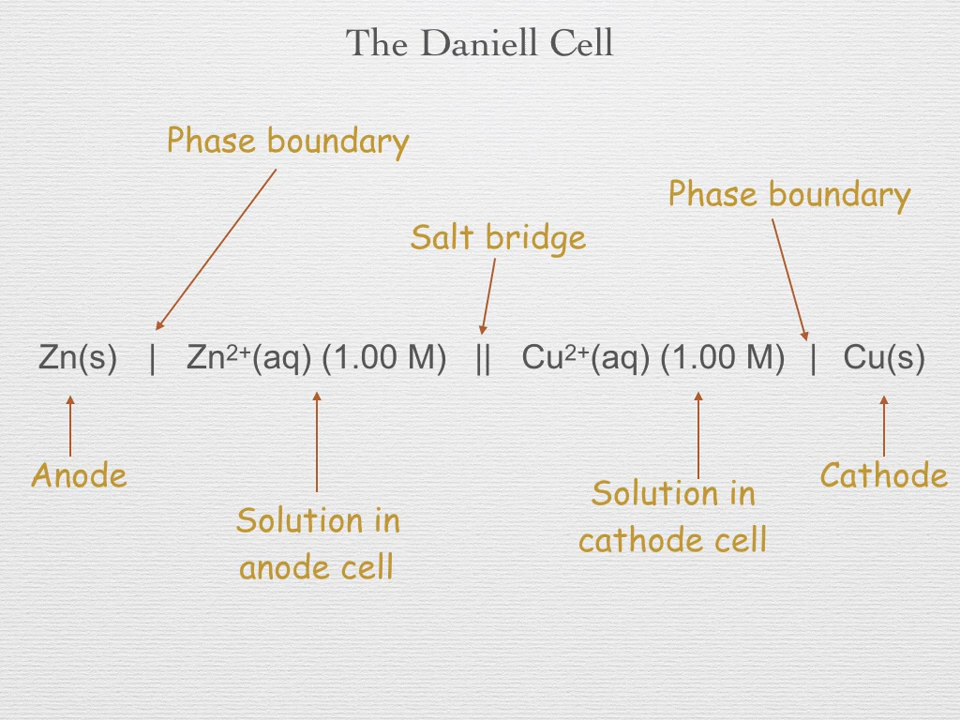 The Daniell Cell
Phase boundary
Phase boundary
Salt bridge
Zn(s) | Zn²⁺(aq) (1.00 M) || Cu²⁺(aq) (1.00 M) | Cu(s)
Anode
Cathode
Solution in
cathode cell
Solution in
anode cell